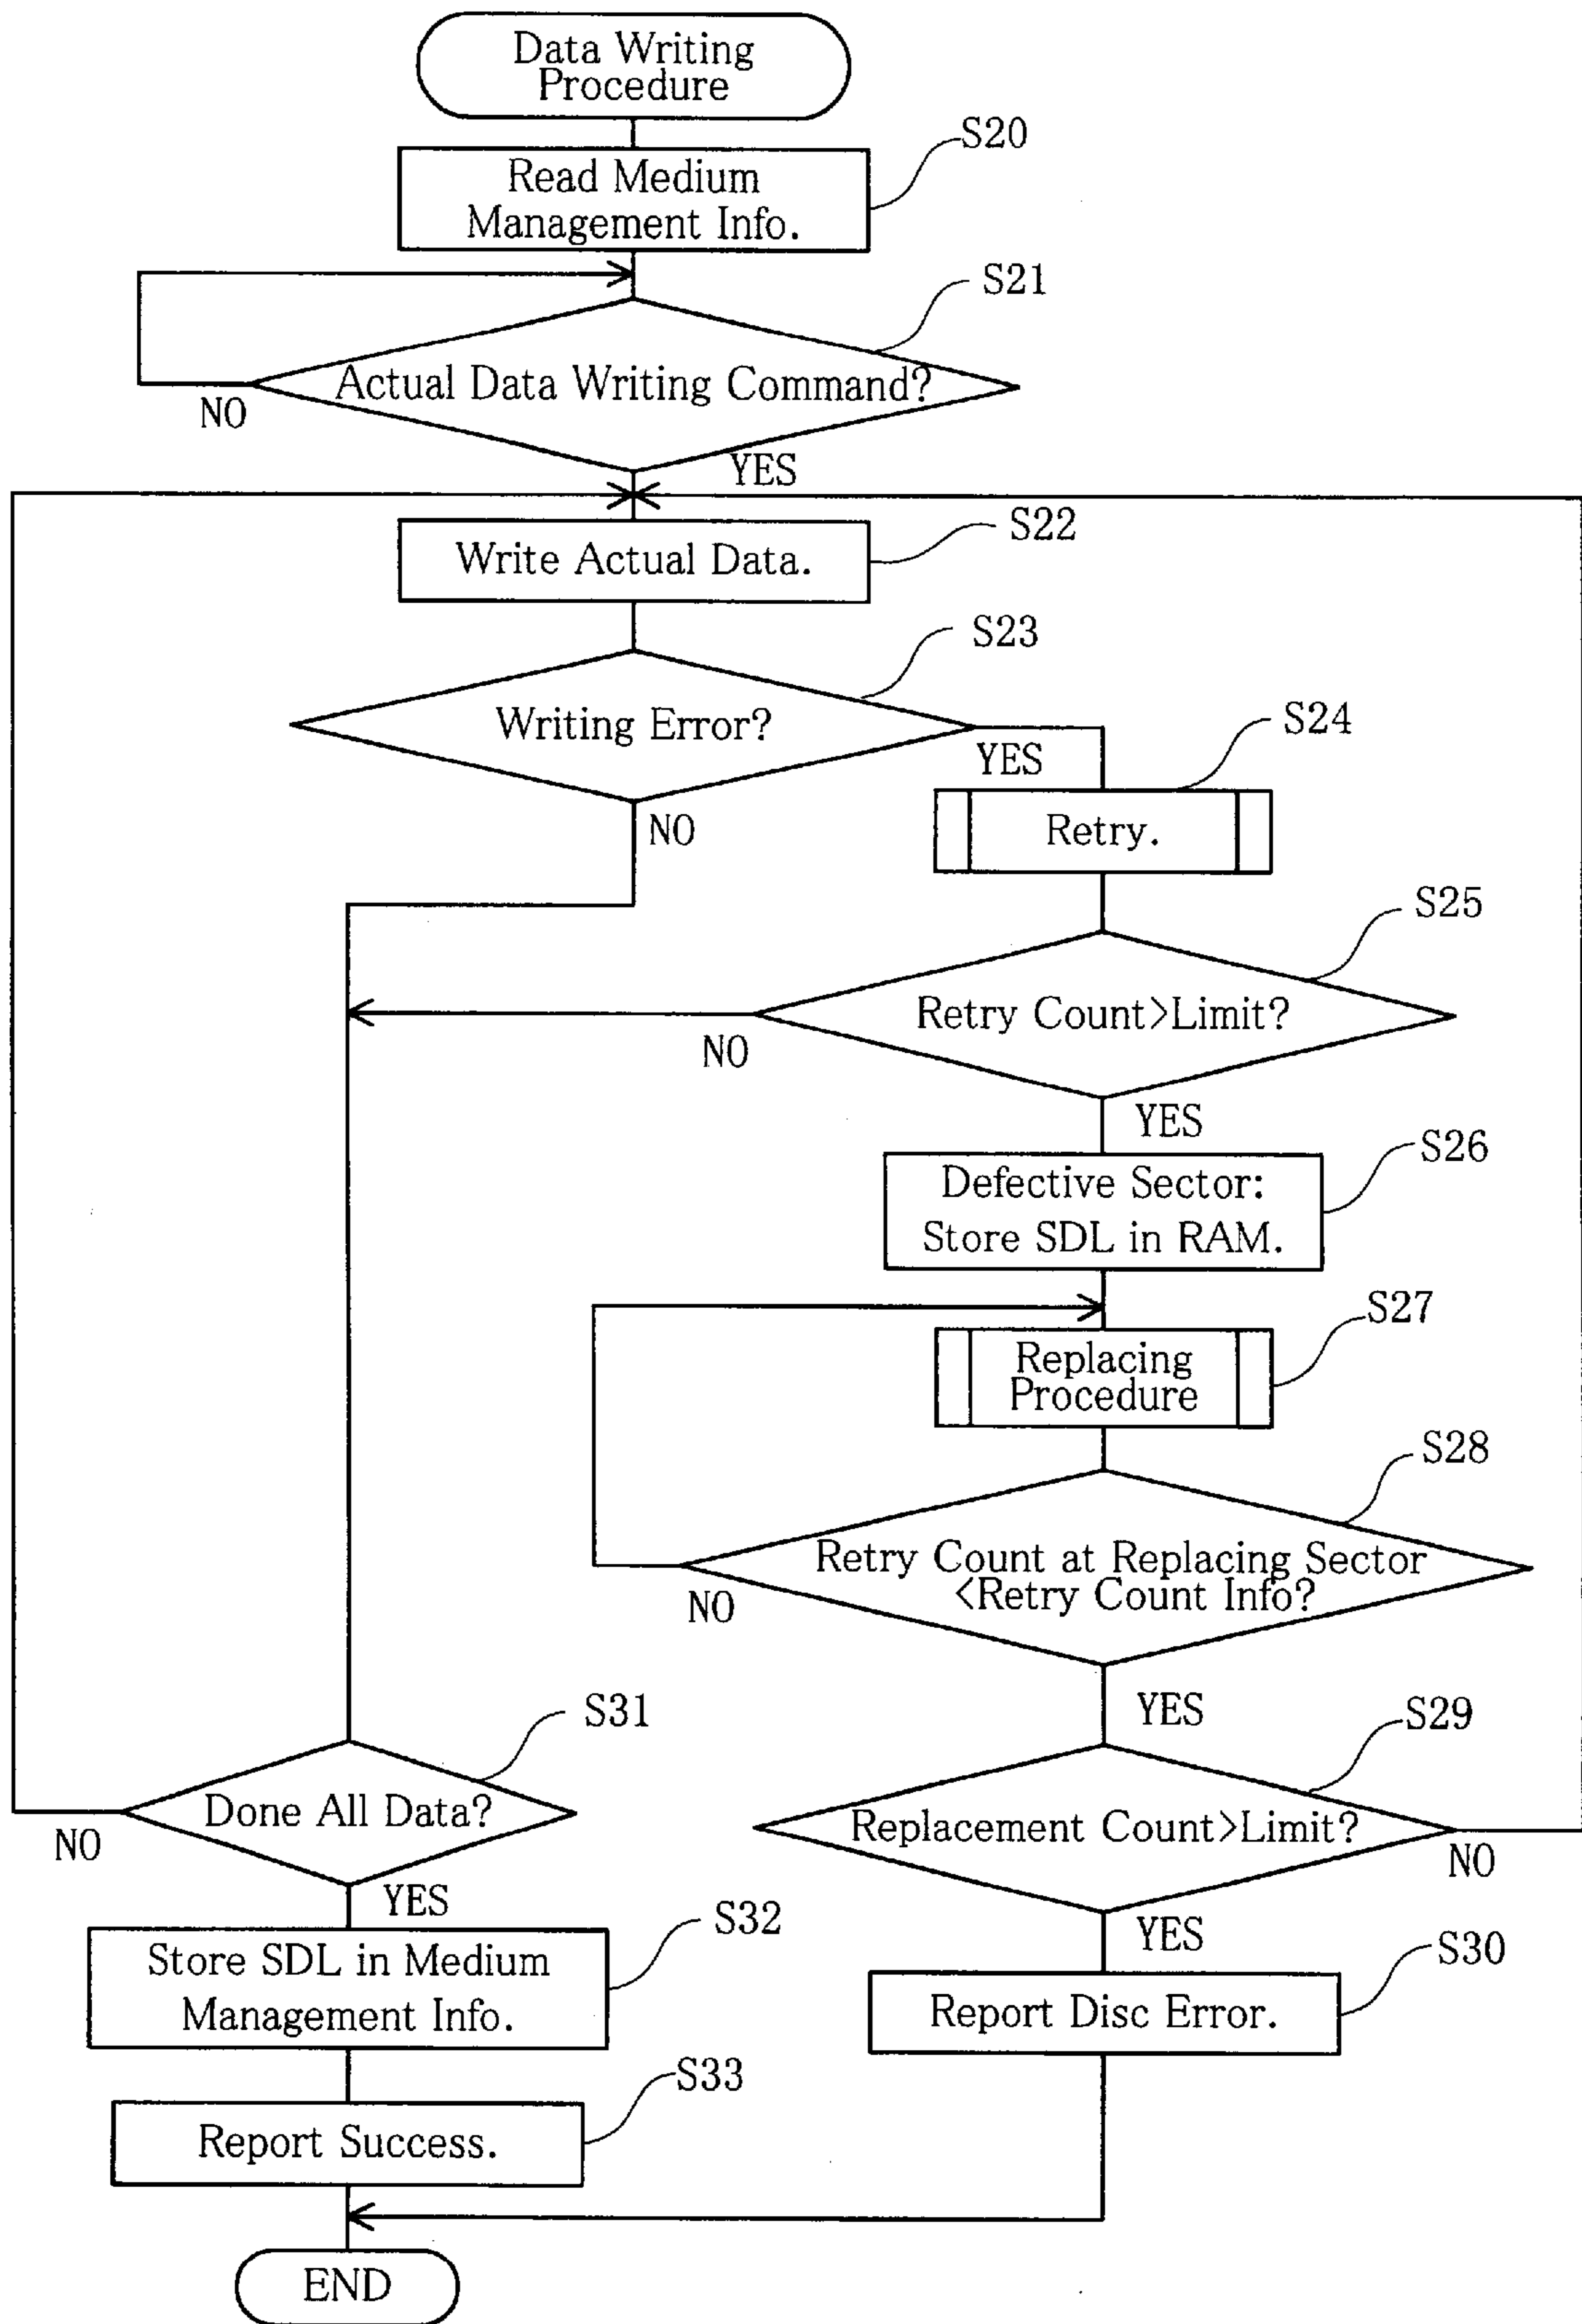 Data Writing
Procedure
S20
Read Medium
Management Info.
S21
Actual Data Writing Command?
NO
YES
S22
Write Actual Data.
S23
Writing Error?
YES
NO
S24
Retry.
S25
Retry Count>Limit?
NO
YES
S26
Defective Sector:
Store SDL in RAM.
S27
Replacing
Procedure
S28
Retry Count at Replacing Sector
<Retry Count Info?
NO
YES
S29
Replacement Count>Limit?
NO
YES
S30
Report Disc Error.
S31
Done All Data?
NO
YES
S32
Store SDL in Medium
Management Info.
S33
Report Success.
END